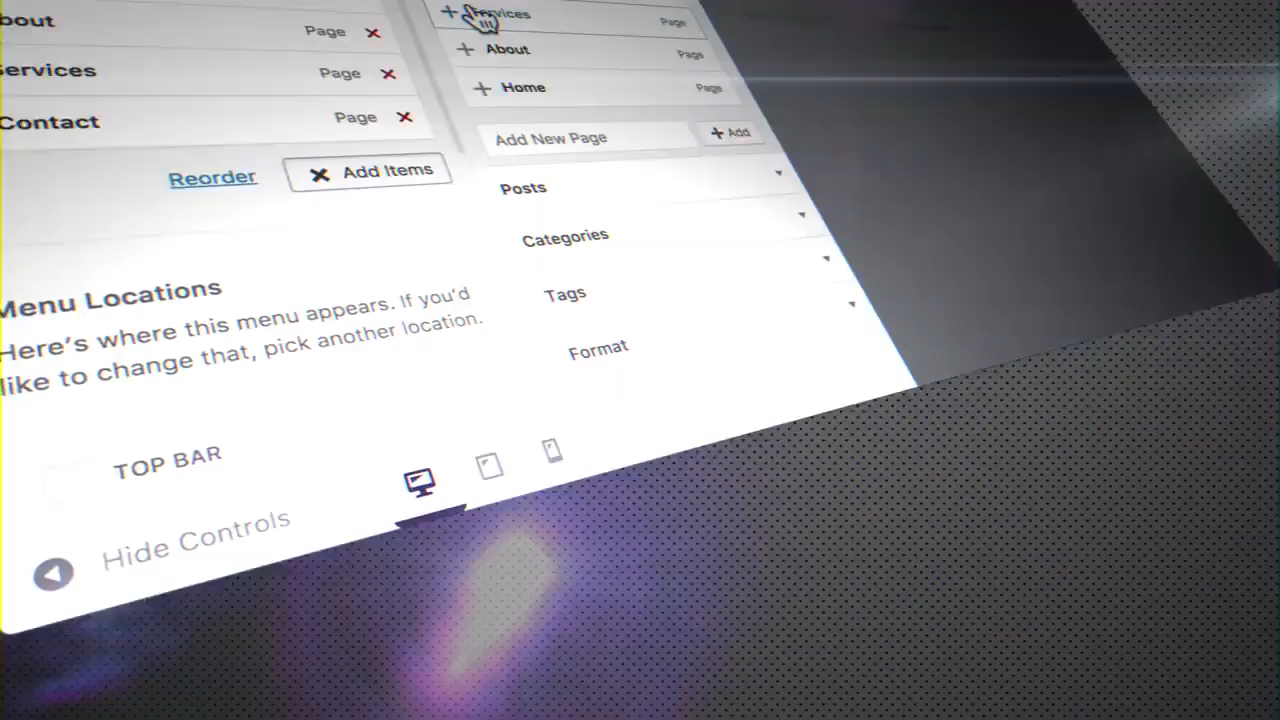 bout Page
Services Page
Contact Page
Reorder
Add Items
Menu Locations
Here's where this menu appears. If you'd
like to change that, pick another location.
TOP BAR
Hide Controls
Services Page
About Page
Home Page
Add New Page
Add
Posts
Categories
Tags
Format